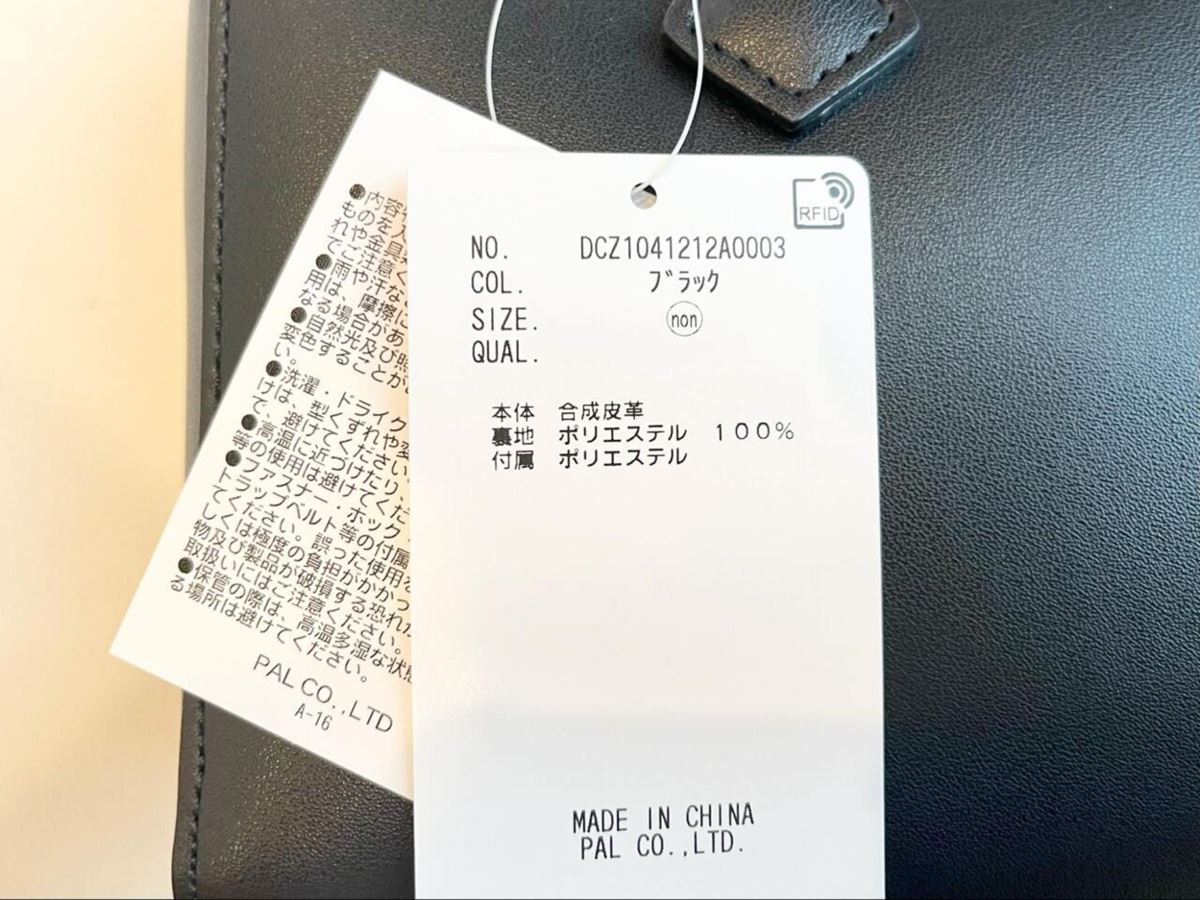 RFID
NO. DCZ1041212A0003
COL. ブラック
SIZE. non
QUAL.
本体 合成皮革
裏地 ポリエステル 100%
付属 ポリエステル
MADE IN CHINA
PAL CO.,LTD.
●内容
ものを入
れや金具
でご注意く
●雨や汗など
用は、摩擦に
なる場合があ
●自然光及び照
変色することが
い。
●洗濯・ドライク
けは、型くずれや変
で、避けてください。
●高温に近づけたり、
等の使用は避けてくだ
●ファスナー・ホック・
トラップベルト等の付属
てください。誤った使用を
しくは極度の負担がかかっ
物及び製品が破損する恐れ
取扱いにはご注意ください。
●保管の際は、高温多湿な状態
る場所は避けてください。
PAL CO.,LTD
A-16